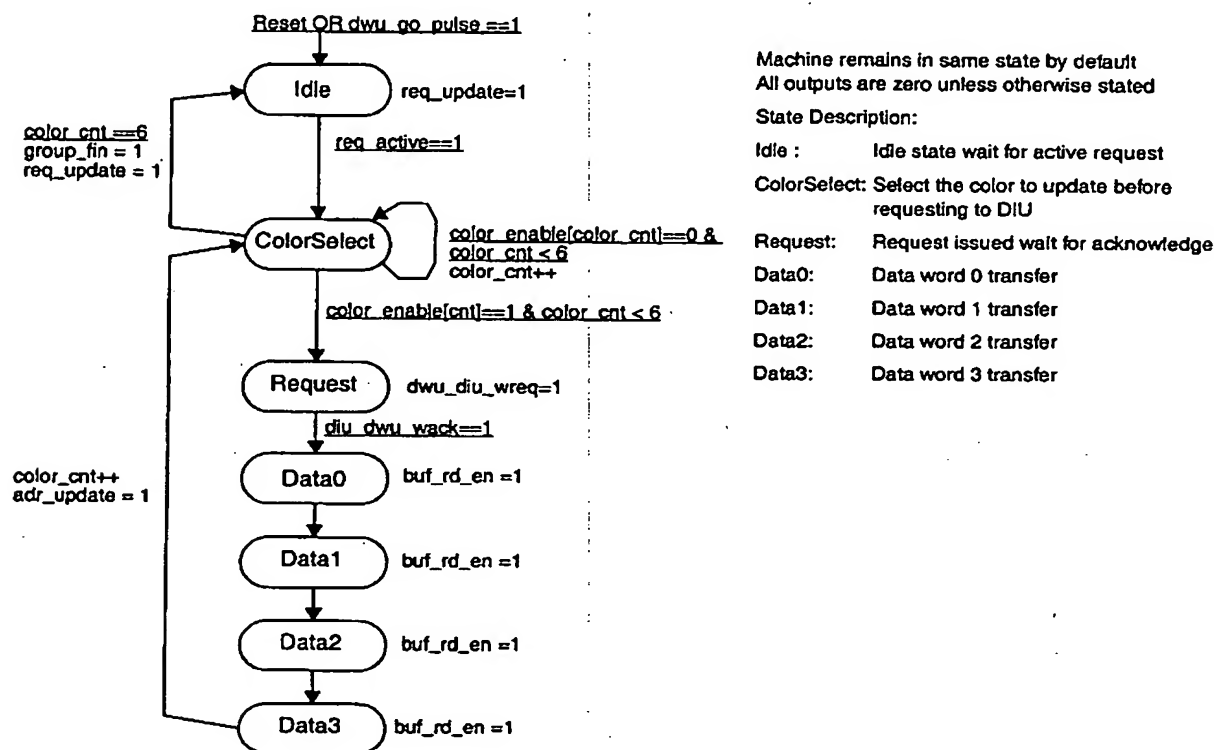 Reset OR dwu_go_pulse ==1
Idle
req_update=1
color_cnt ==6
group_fin = 1
req_update = 1
req_active==1
ColorSelect
color_enable[color_cnt]==0 &
color_cnt < 6
color_cnt++
color_enable[cnt]==1 & color_cnt < 6
Request
dwu_diu_wreq=1
diu_dwu_wack==1
color_cnt++
adr_update = 1
Data0
buf_rd_en =1
Data1
buf_rd_en =1
Data2
buf_rd_en =1
Data3
buf_rd_en =1
Machine remains in same state by default
All outputs are zero unless otherwise stated
State Description:
Idle : Idle state wait for active request
ColorSelect: Select the color to update before
requesting to DIU
Request: Request issued wait for acknowledge
Data0: Data word 0 transfer
Data1: Data word 1 transfer
Data2: Data word 2 transfer
Data3: Data word 3 transfer